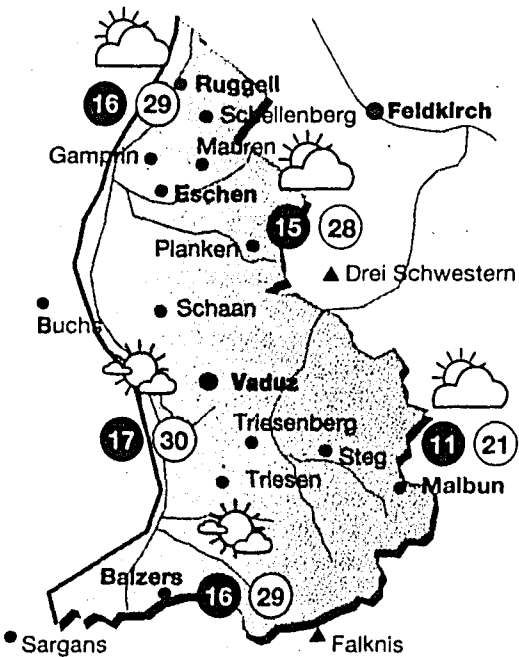 Ruggell
16 29
Schellenberg
Feldkirch
Mauren
Gamprin
Eschen
15 28
Planken
Drei Schwestern
Schaan
Buchs
Vaduz
17 30
Triesenberg
11 21
Steg
Triesen
Malbun
Balzers
16 29
Sargans
Falknis